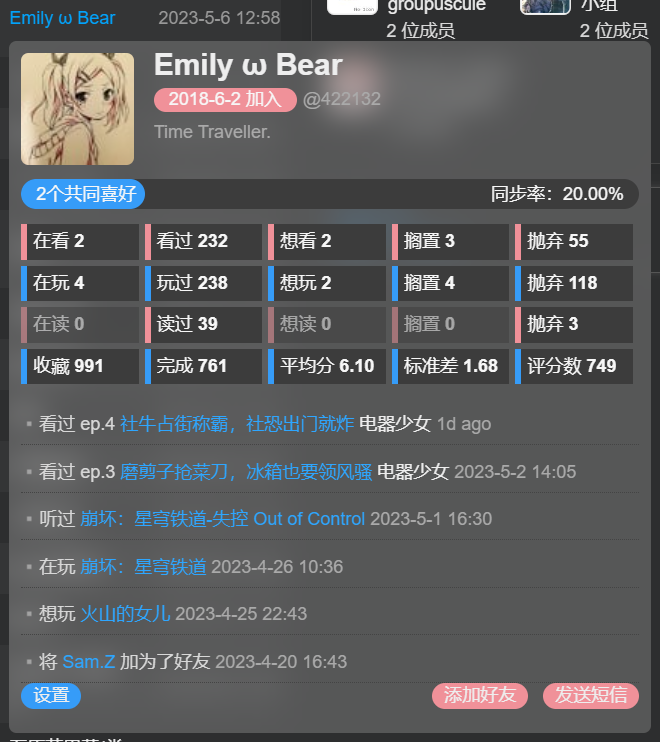 Emily ω Bear 2023-5-6 12:58
groupuscule
小组
2 位成员
2 位成员
Emily ω Bear
2018-6-2 加入 @422132
Time Traveller.
2个共同喜好 同步率：20.00%
在看 2 看过 232 想看 2 搁置 3 抛弃 55
在玩 4 玩过 238 想玩 2 搁置 4 抛弃 118
在读 0 读过 39 想读 0 搁置 0 抛弃 3
收藏 991 完成 761 平均分 6.10 标准差 1.68 评分数 749
看过 ep.4 社牛占街称霸，社恐出门就炸 电器少女 1d ago
看过 ep.3 磨剪子抢菜刀，冰箱也要领风骚 电器少女 2023-5-2 14:05
听过 崩坏：星穹铁道-失控 Out of Control 2023-5-1 16:30
在玩 崩坏：星穹铁道 2023-4-26 10:36
想玩 火山的女儿 2023-4-25 22:43
将 Sam.Z 加为了好友 2023-4-20 16:43
设置 添加好友 发送短信